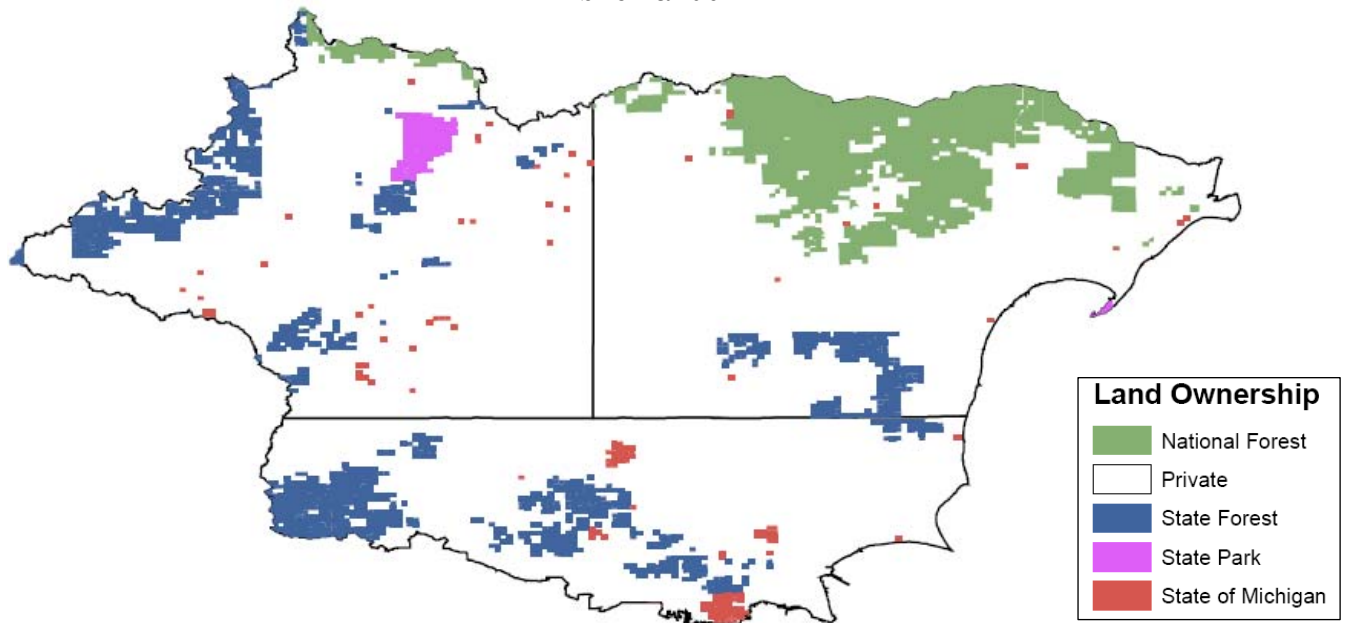 Land Ownership
National Forest
Private
State Forest
State Park
State of Michigan